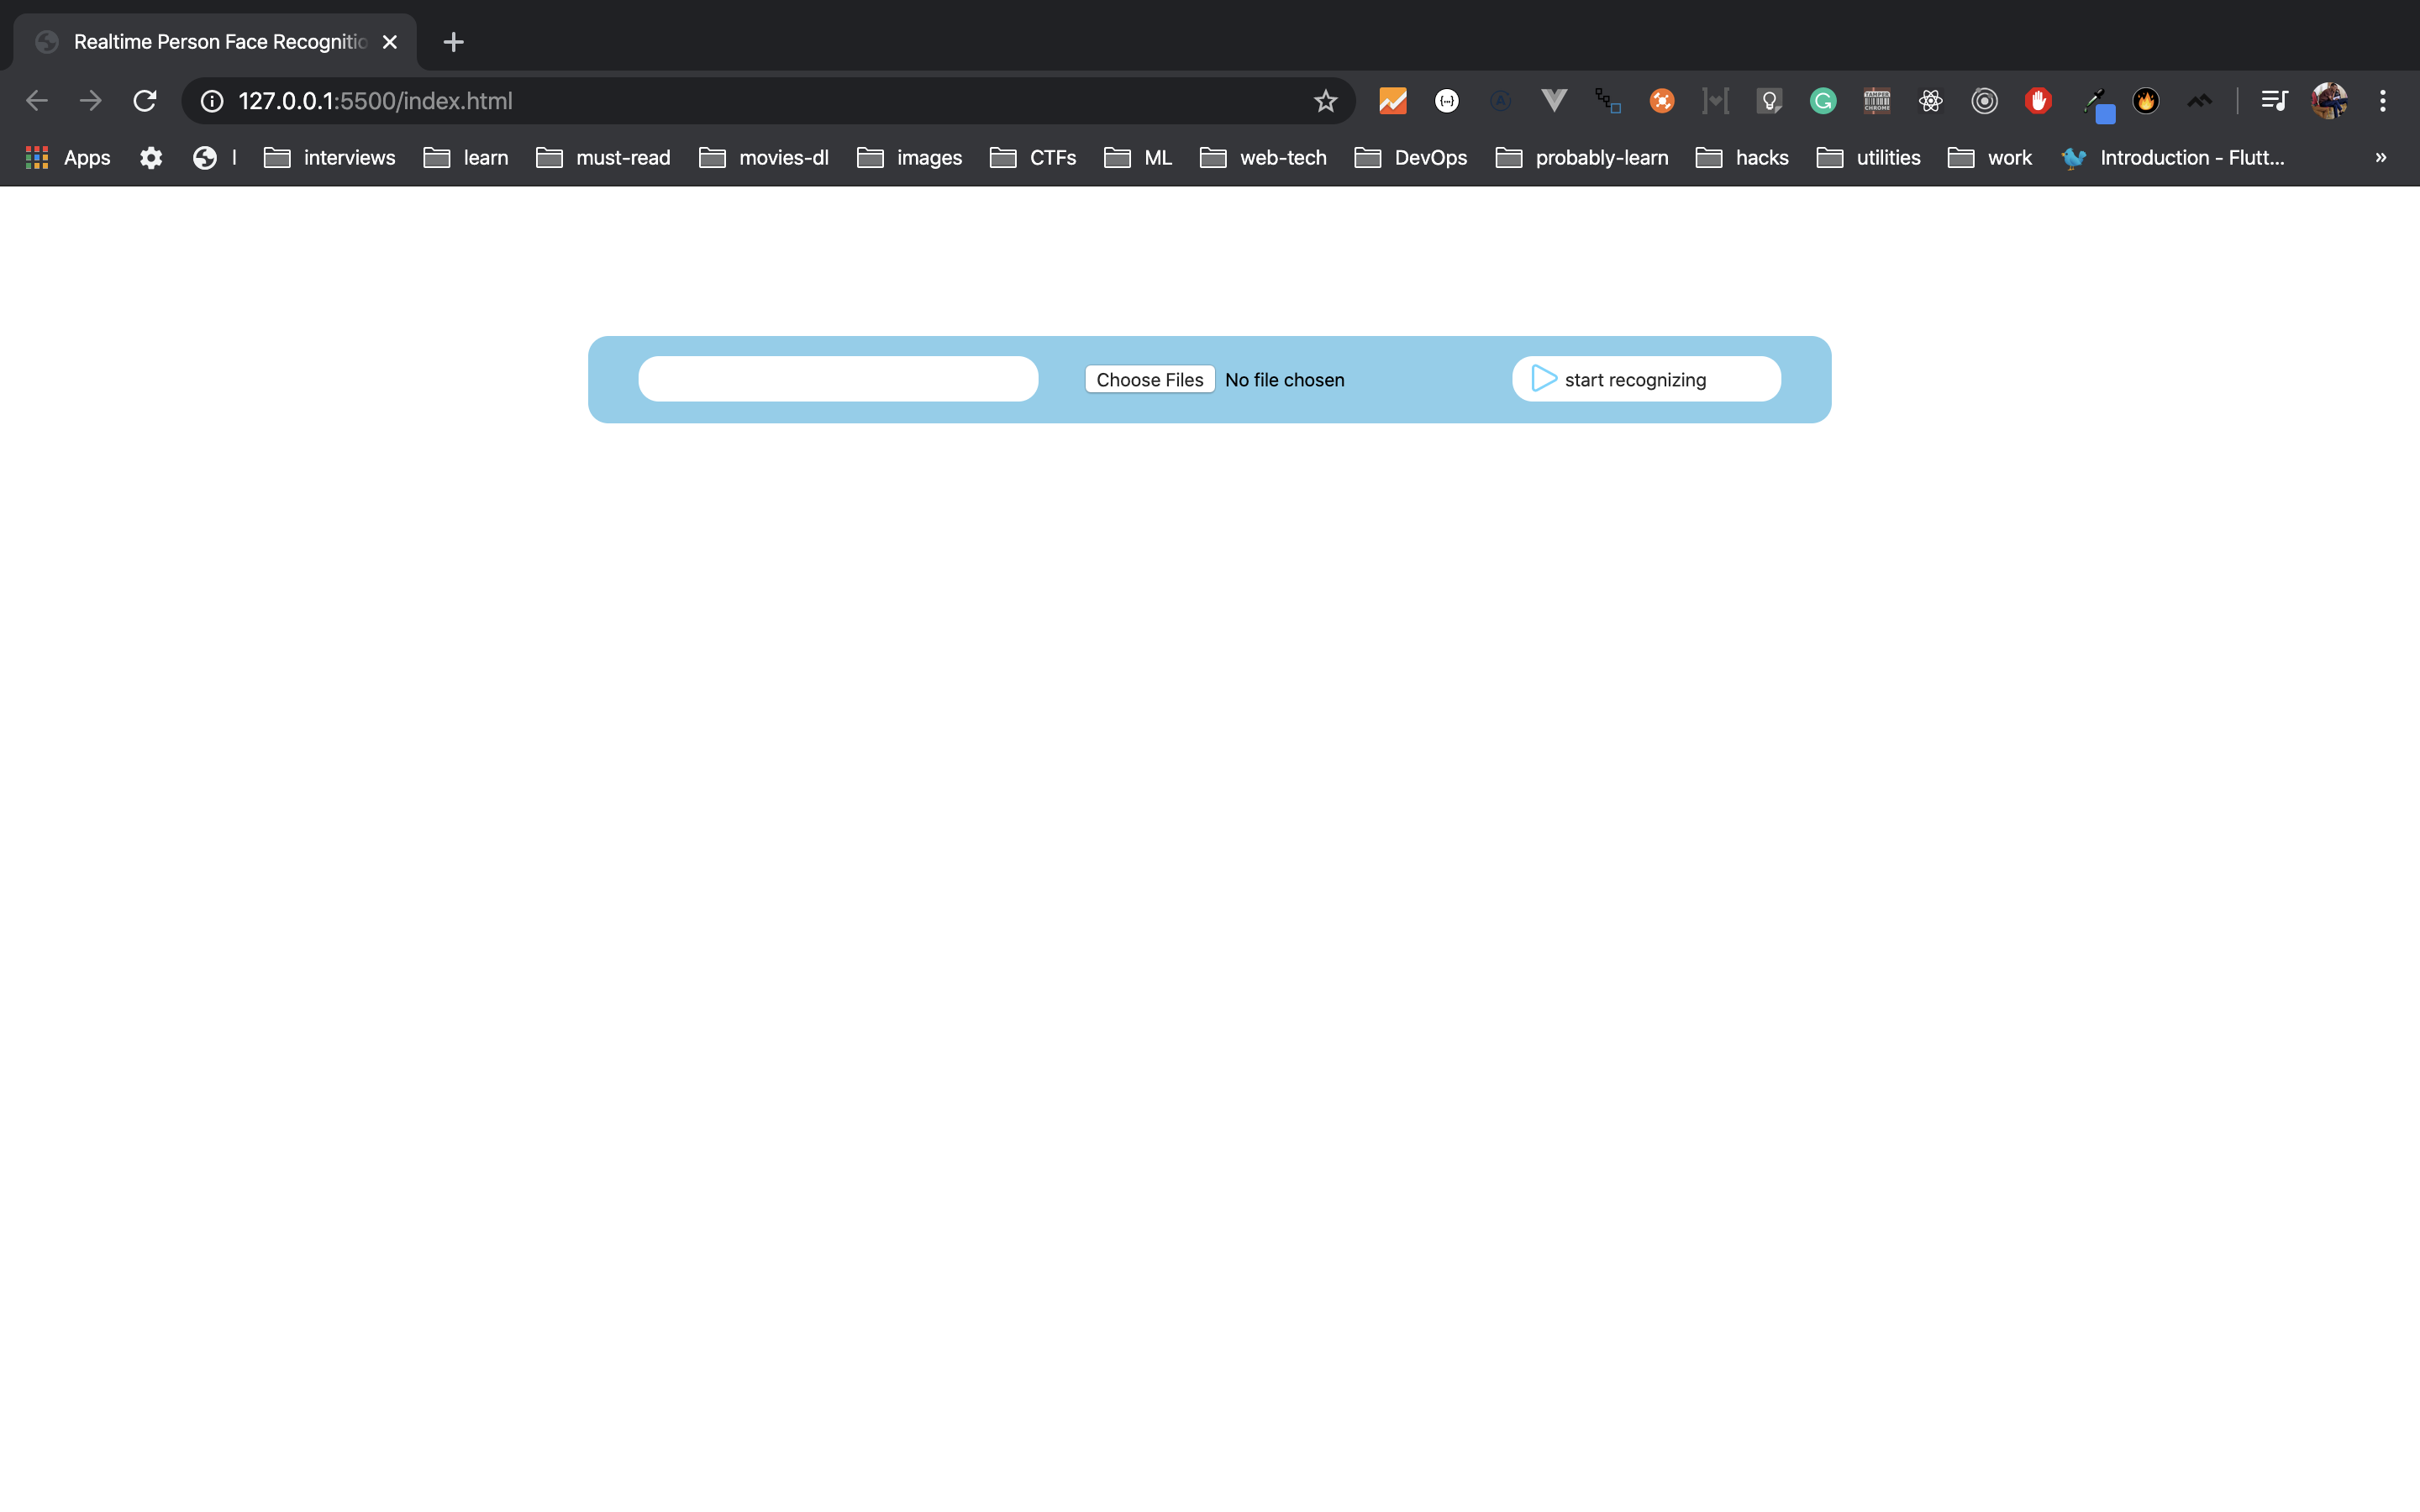 Realtime Person Face Recognitio
127.0.0.1:5500/index.html
Apps I interviews learn must-read movies-dl images CTFs ML web-tech DevOps probably-learn hacks utilities work Introduction - Flutt... »
Choose Files No file chosen start recognizing